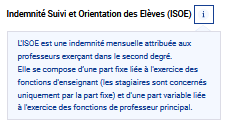 Indemnité Suivi et Orientation des Elèves (ISOE) i
L'ISOE est une indemnité mensuelle attribuée aux
professeurs exerçant dans le second degré.
Elle se compose d'une part fixe liée à l'exercice des
fonctions d'enseignant (les stagiaires sont concernés
uniquement par la part fixe) et d'une part variable liée
à l'exercice des fonctions de professeur principal.